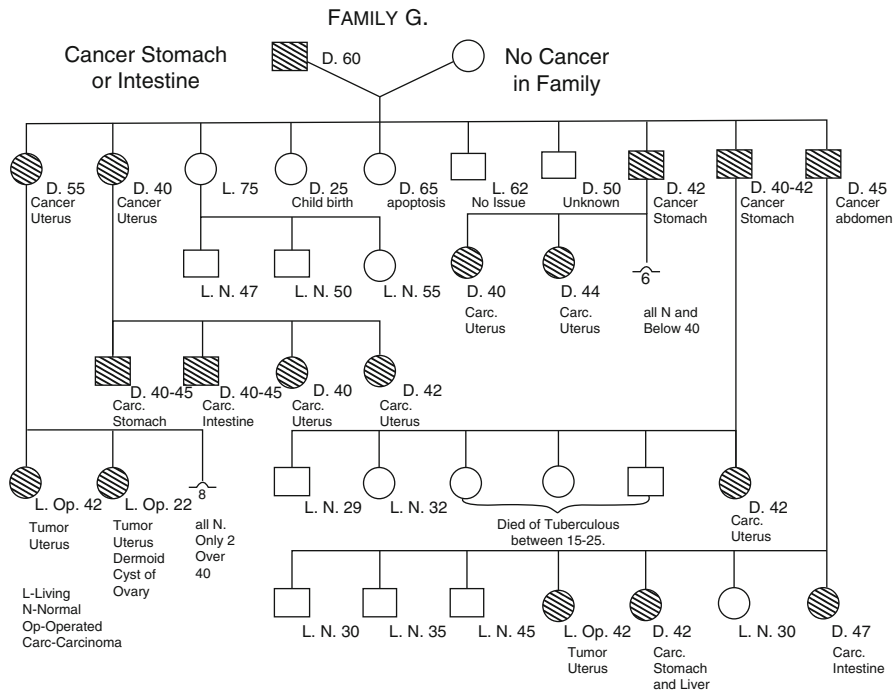 FAMILY G.
Cancer Stomach
or Intestine
D. 60
No Cancer
in Family
D. 55
Cancer
Uterus
D. 40
Cancer
Uterus
L. 75
D. 25
Child birth
D. 65
apoptosis
L. 62
No Issue
D. 50
Unknown
D. 42
Cancer
Stomach
D. 40-42
Cancer
Stomach
D. 45
Cancer
abdomen
L. N. 47
L. N. 50
L. N. 55
D. 40
Carc.
Uterus
D. 44
Carc.
Uterus
6
all N and
Below 40
D. 40-45
Carc.
Stomach
D. 40-45
Carc.
Intestine
D. 40
Carc.
Uterus
D. 42
Carc.
Uterus
L. Op. 42
Tumor
Uterus
L. Op. 22
Tumor
Uterus
Dermoid
Cyst of
Ovary
8
all N.
Only 2
Over
40
L. N. 29
L. N. 32
Died of Tuberculous
between 15-25.
D. 42
Carc.
Uterus
L-Living
N-Normal
Op-Operated
Carc-Carcinoma
L. N. 30
L. N. 35
L. N. 45
L. Op. 42
Tumor
Uterus
D. 42
Carc.
Stomach
and Liver
L. N. 30
D. 47
Carc.
Intestine